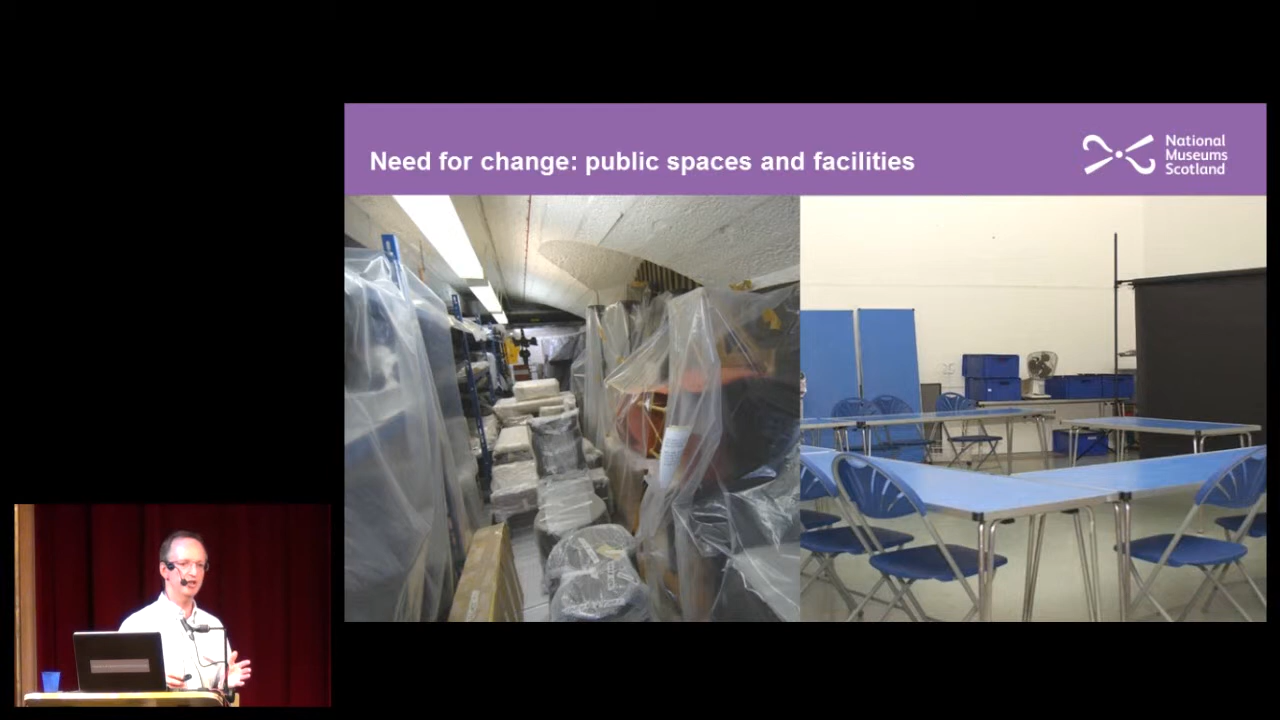 Need for change: public spaces and facilities
National
Museums
Scotland